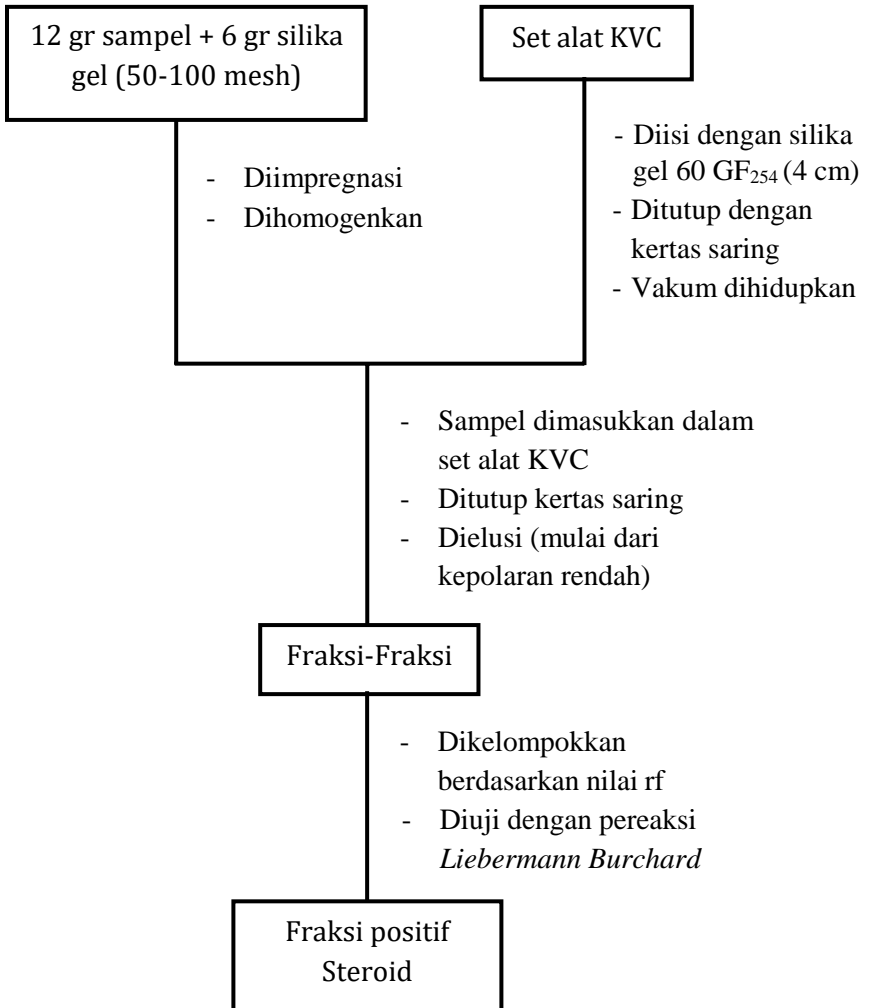 12 gr sampel + 6 gr silika
gel (50-100 mesh)
Set alat KVC
- Diimpregnasi
- Dihomogenkan
- Diisi dengan silika
gel 60 GF₂₅₄ (4 cm)
- Ditutup dengan
kertas saring
- Vakum dihidupkan
- Sampel dimasukkan dalam
set alat KVC
- Ditutup kertas saring
- Dielusi (mulai dari
kepolaran rendah)
Fraksi-Fraksi
- Dikelompokkan
berdasarkan nilai rf
- Diuji dengan pereaksi
Liebermann Burchard
Fraksi positif
Steroid